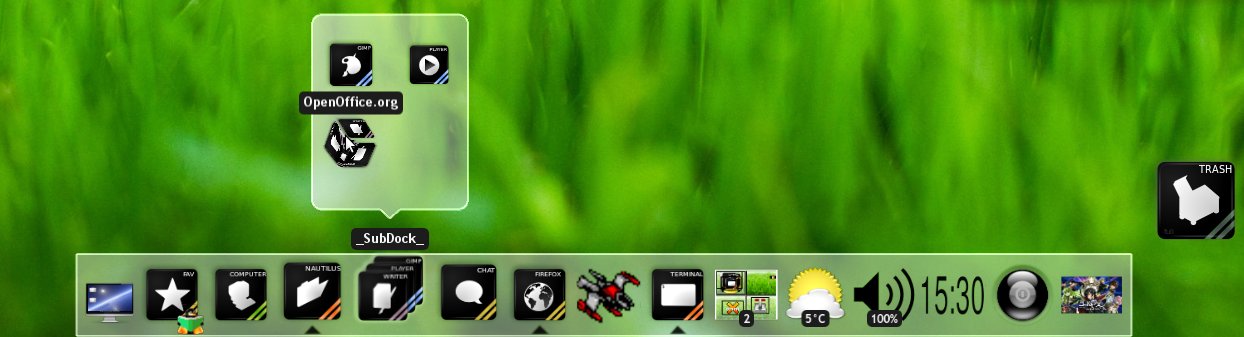 GIMP
PLAYER
OpenOffice.org
TRASH
_SubDock_
FAV
COMPUTER
NAUTILUS
GIMP
PLAYER
WRITER
CHAT
FIREFOX
TERMINAL
2
5°C
100%
15:30